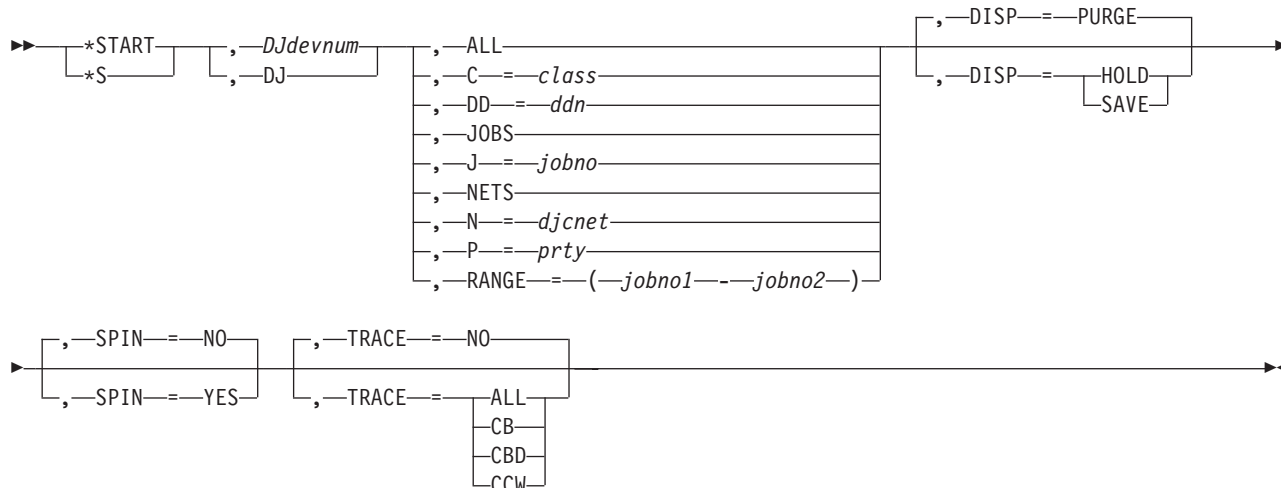 , DISP = PURGE
*START , DJdevnum , ALL
*S , DJ , C = class , DISP = HOLD
, DD = ddn SAVE
, JOBS
, J = jobno
, NETS
, N = djcnet
, P = prty
, RANGE = ( jobno1 - jobno2 )
, SPIN = NO , TRACE = NO
, SPIN = YES , TRACE = ALL
CB
CBD
CCW